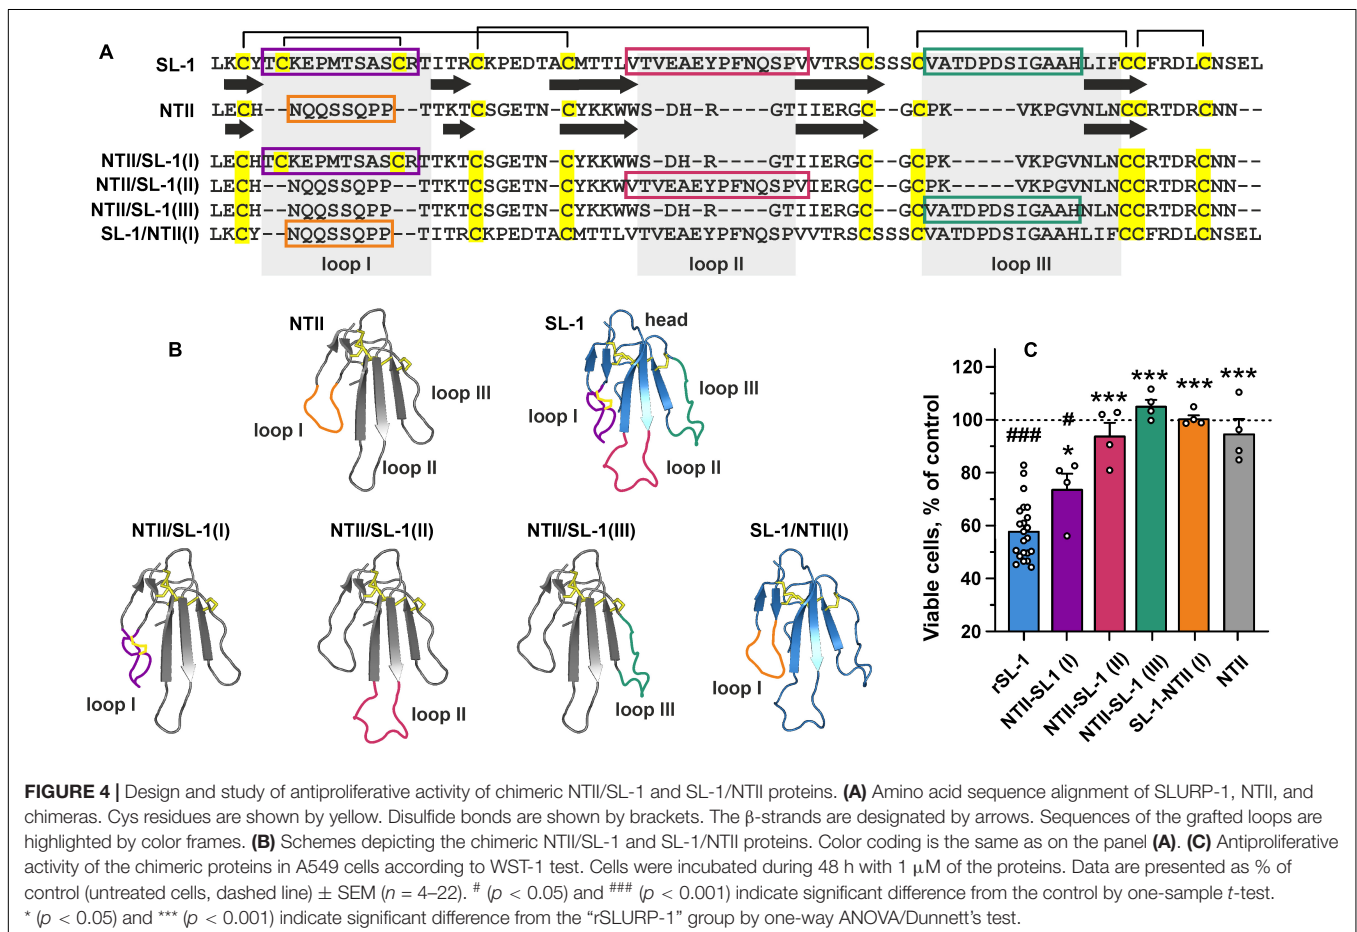 A
SL-1 LKCYTCKEPMTSASCRTITRCKPEDTACMTTLVTVEAEYPFNQSPVVTRSCSSSCVATDPDSIGAAHLIFCCFRDLCNSEL
NTII LECH--NQQSSQPP--TTKTCSGETN-CYKKWWS-DH-R----GTIIERGC--GCPK------VKPGVNLNCCRTDRCNN--
NTII/SL-1(I) LECHTCKEPMTSASCRTTKTCSGETN-CYKKWWS-DH-R----GTIIERGC--GCPK------VKPGVNLNCCRTDRCNN--
NTII/SL-1(II) LECH--NQQSSQPP--TTKTCSGETN-CYKKWVTVEAEYPFNQSPVIERGC--GCPK------VKPGVNLNCCRTDRCNN--
NTII/SL-1(III) LECH--NQQSSQPP--TTKTCSGETN-CYKKWWS-DH-R----GTIIERGC--GCVATDPDSIGAAHNLNCCRTDRCNN--
SL-1/NTII(I) LKCY--NQQSSQPP--TITRCKPEDTACMTTLVTVEAEYPFNQSPVVTRSCSSSCVATDPDSIGAAHLIFCCFRDLCNSEL
loop I loop II loop III
B
NTII
loop I
loop II
loop III
SL-1
head
loop I
loop II
loop III
NTII/SL-1(I)
loop I
NTII/SL-1(II)
loop II
NTII/SL-1(III)
loop III
SL-1/NTII(I)
loop I
C
Viable cells, % of control
120
100
80
60
40
20
###
#
*
***
***
***
***
rSL-1
NTII-SL1 (I)
NTII-SL-1 (II)
NTII-SL-1 (III)
SL-1-NTII (I)
NTII
FIGURE 4 | Design and study of antiproliferative activity of chimeric NTII/SL-1 and SL-1/NTII proteins. (A) Amino acid sequence alignment of SLURP-1, NTII, and
chimeras. Cys residues are shown by yellow. Disulfide bonds are shown by brackets. The β-strands are designated by arrows. Sequences of the grafted loops are
highlighted by color frames. (B) Schemes depicting the chimeric NTII/SL-1 and SL-1/NTII proteins. Color coding is the same as on the panel (A). (C) Antiproliferative
activity of the chimeric proteins in A549 cells according to WST-1 test. Cells were incubated during 48 h with 1 μM of the proteins. Data are presented as % of
control (untreated cells, dashed line) ± SEM (n = 4–22). # (p < 0.05) and ### (p < 0.001) indicate significant difference from the control by one-sample t-test.
* (p < 0.05) and *** (p < 0.001) indicate significant difference from the “rSLURP-1” group by one-way ANOVA/Dunnett’s test.